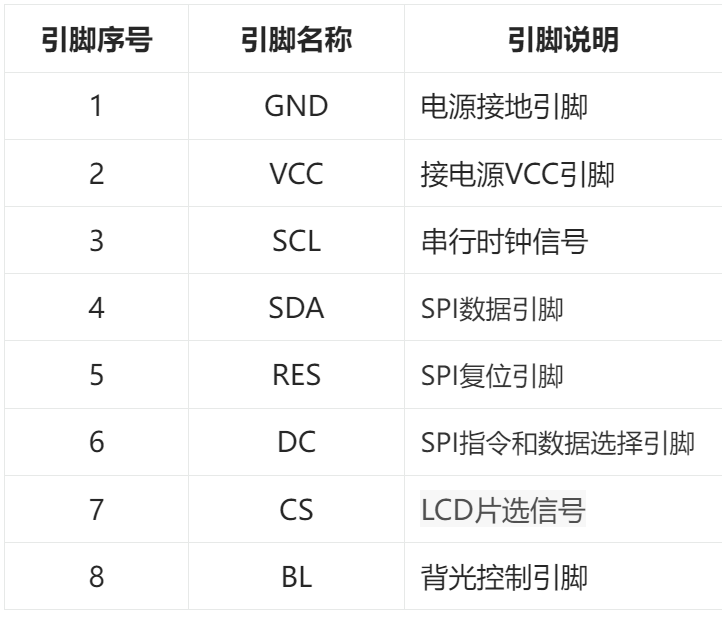 引脚序号 引脚名称 引脚说明
1 GND 电源接地引脚
2 VCC 接电源VCC引脚
3 SCL 串行时钟信号
4 SDA SPI数据引脚
5 RES SPI复位引脚
6 DC SPI指令和数据选择引脚
7 CS LCD片选信号
8 BL 背光控制引脚